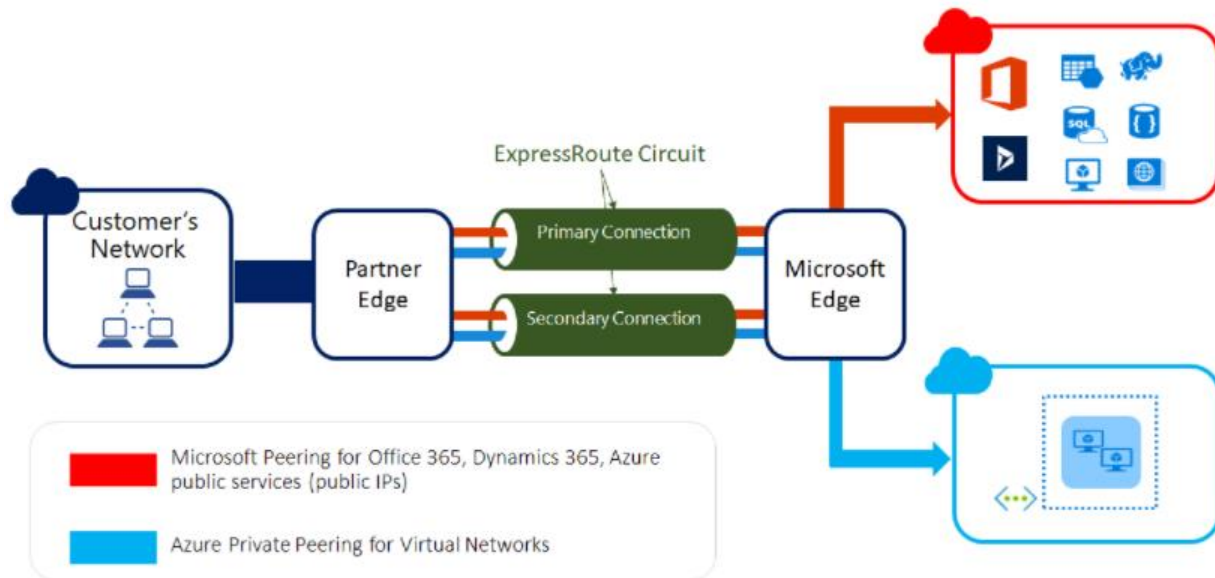 ExpressRoute Circuit
Customer's
Network
Partner
Edge
Primary Connection
Secondary Connection
Microsoft
Edge
SQL
Microsoft Peering for Office 365, Dynamics 365, Azure
public services (public IPs)
Azure Private Peering for Virtual Networks